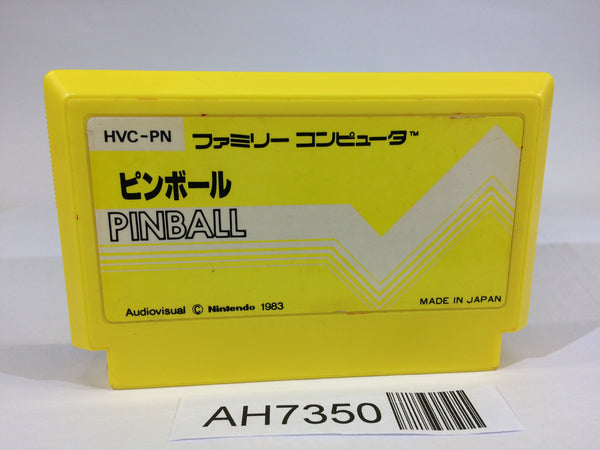 HVC-PN ファミリー コンピュータ™
ピンボール
PINBALL
Audiovisual © Nintendo 1983
MADE IN JAPAN
AH7350